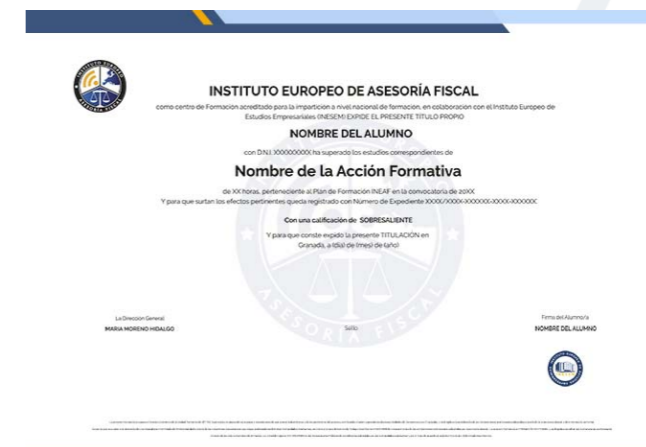 INSTITUTO EUROPEO DE ASESORÍA FISCAL
como centro de Formación acreditado para la impartición a nivel nacional de formacion, en colaboración con el Instituto Europeo de
Estudios Empresariales (INESEM) EXPIDE EL PRESENTE TITULO PROPIO
NOMBRE DEL ALUMNO
con D.N.I. XXXXXXXXX ha superado los estudios correspondientes de
Nombre de la Acción Formativa
de XX horas, perteneciente al Plan de Formación INEAF en la convocatoria de 20XX
Y para que surtan los efectos pertinentes queda registrado con Número de Expediente XXXX/XXXX-XXXXXX-XXXX-XXXXXX
Con una calificación de SOBRESALIENTE
Y para que conste expido la presente TITULACIÓN en
Granada, a (día) de (mes) de (año)
ASESORÍA FISCAL
La Dirección General
MARIA MORENO HIDALGO
Sello
Firma del Alumno/a
NOMBRE DEL ALUMNO